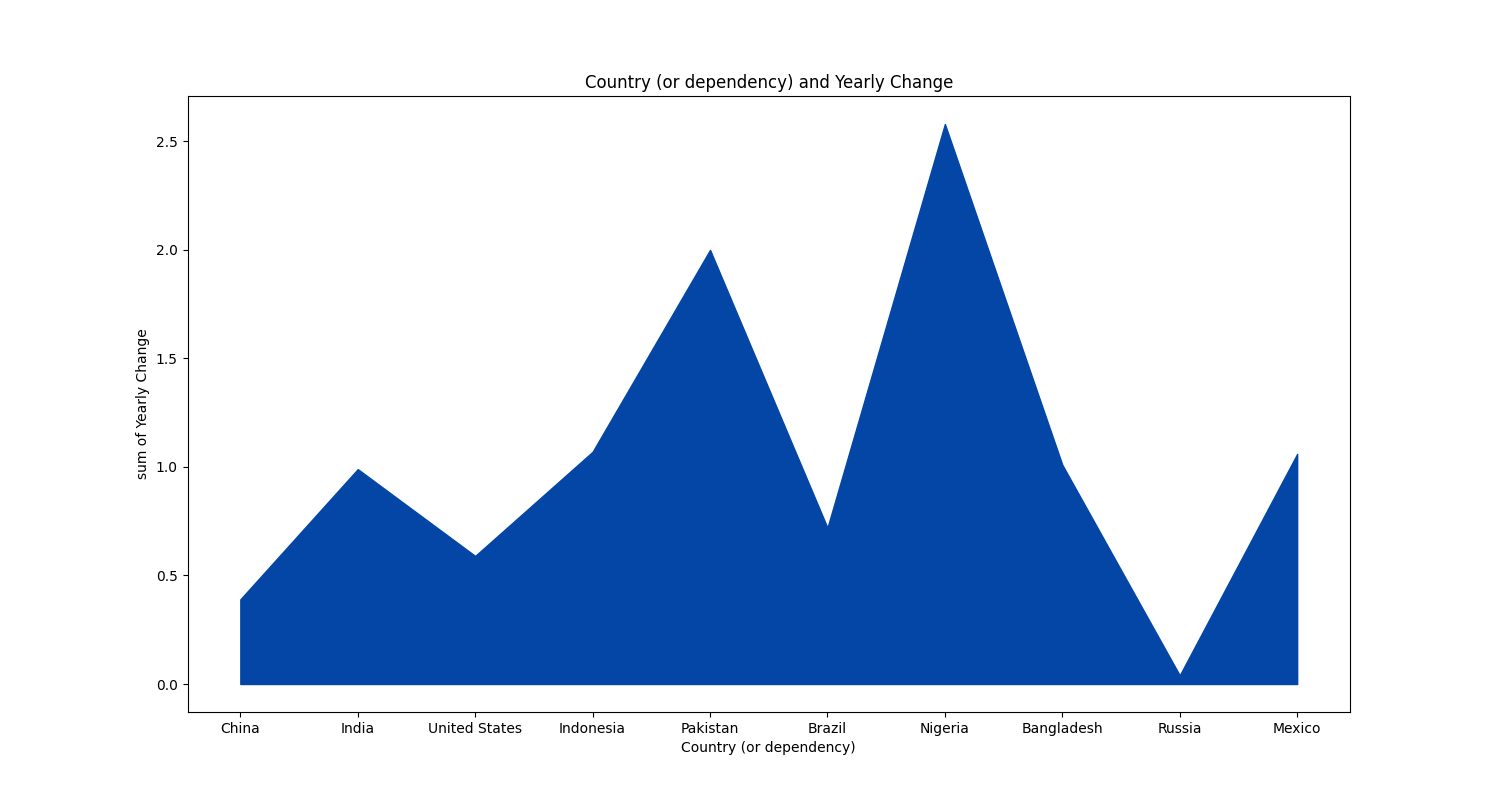 Country (or dependency) and Yearly Change
sum of Yearly Change
2.5
2.0
1.5
1.0
0.5
0.0
China India United States Indonesia Pakistan Brazil Nigeria Bangladesh Russia Mexico
Country (or dependency)